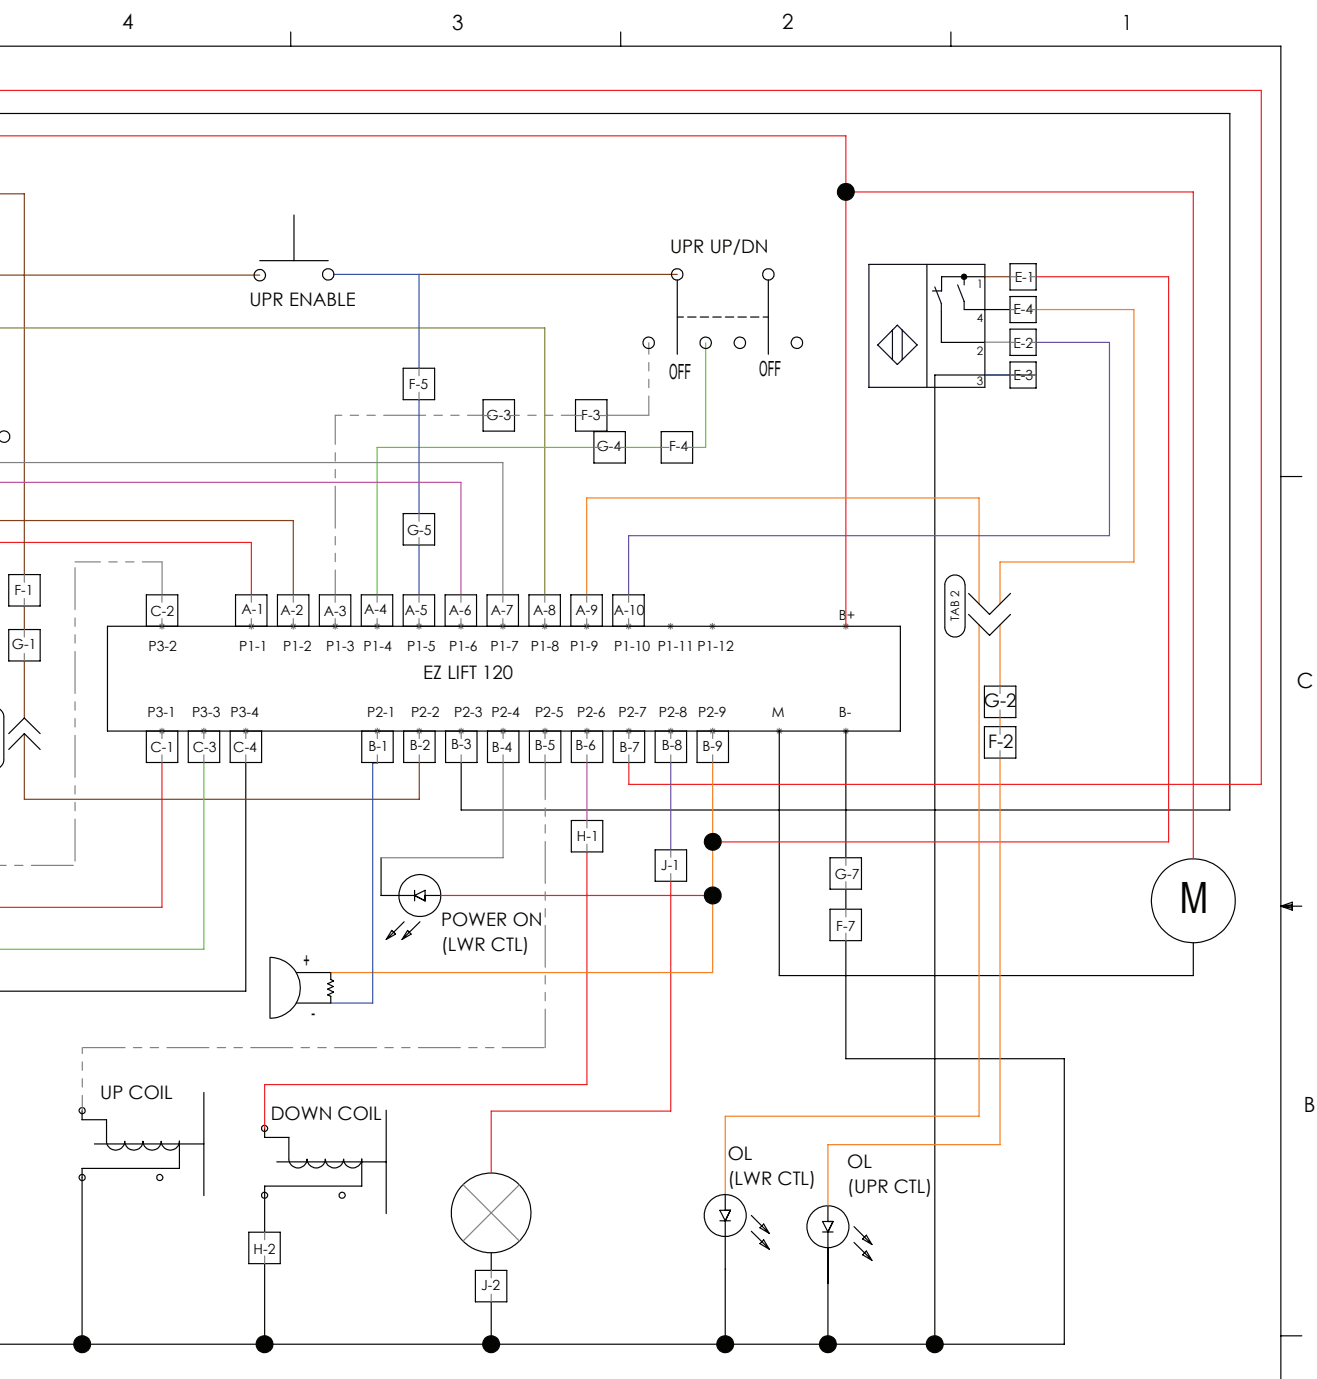 4 3 2 1
UPR UP/DN
UPR ENABLE
E-1
1
E-4
4
E-2
2
E-3
3
OFF OFF
F-5
G-3 F-3
G-4 F-4
G-5
F-1
G-1
TAB 2
C-2 A-1 A-2 A-3 A-4 A-5 A-6 A-7 A-8 A-9 A-10 B+
P3-2 P1-1 P1-2 P1-3 P1-4 P1-5 P1-6 P1-7 P1-8 P1-9 P1-10 P1-11 P1-12
EZ LIFT 120
C
G-2
P3-1 P3-3 P3-4 P2-1 P2-2 P2-3 P2-4 P2-5 P2-6 P2-7 P2-8 P2-9 M B-
C-1 C-3 C-4 B-1 B-2 B-3 B-4 B-5 B-6 B-7 B-8 B-9
F-2
H-1
J-1
G-7
F-7
M
POWER ON
(LWR CTL)
+
-
UP COIL
DOWN COIL
B
OL
(LWR CTL)
OL
(UPR CTL)
H-2
J-2